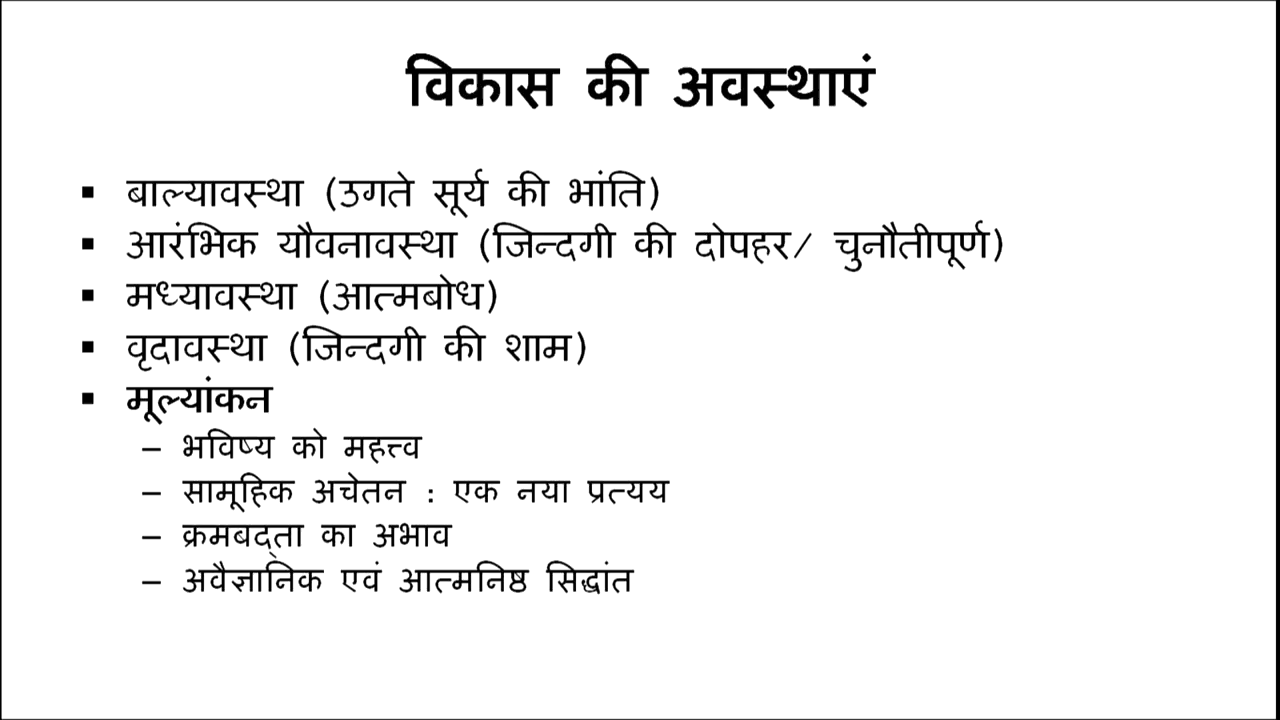 विकास की अवस्थाएं
▪ बाल्यावस्था (उगते सूर्य की भांति)
▪ आरंभिक यौवनावस्था (जिन्दगी की दोपहर/ चुनौतीपूर्ण)
▪ मध्यावस्था (आत्मबोध)
▪ वृदावस्था (जिन्दगी की शाम)
▪ मूल्यांकन
– भविष्य को महत्त्व
– सामूहिक अचेतन : एक नया प्रत्यय
– क्रमबद्ता का अभाव
– अवैज्ञानिक एवं आत्मनिष्ठ सिद्धांत